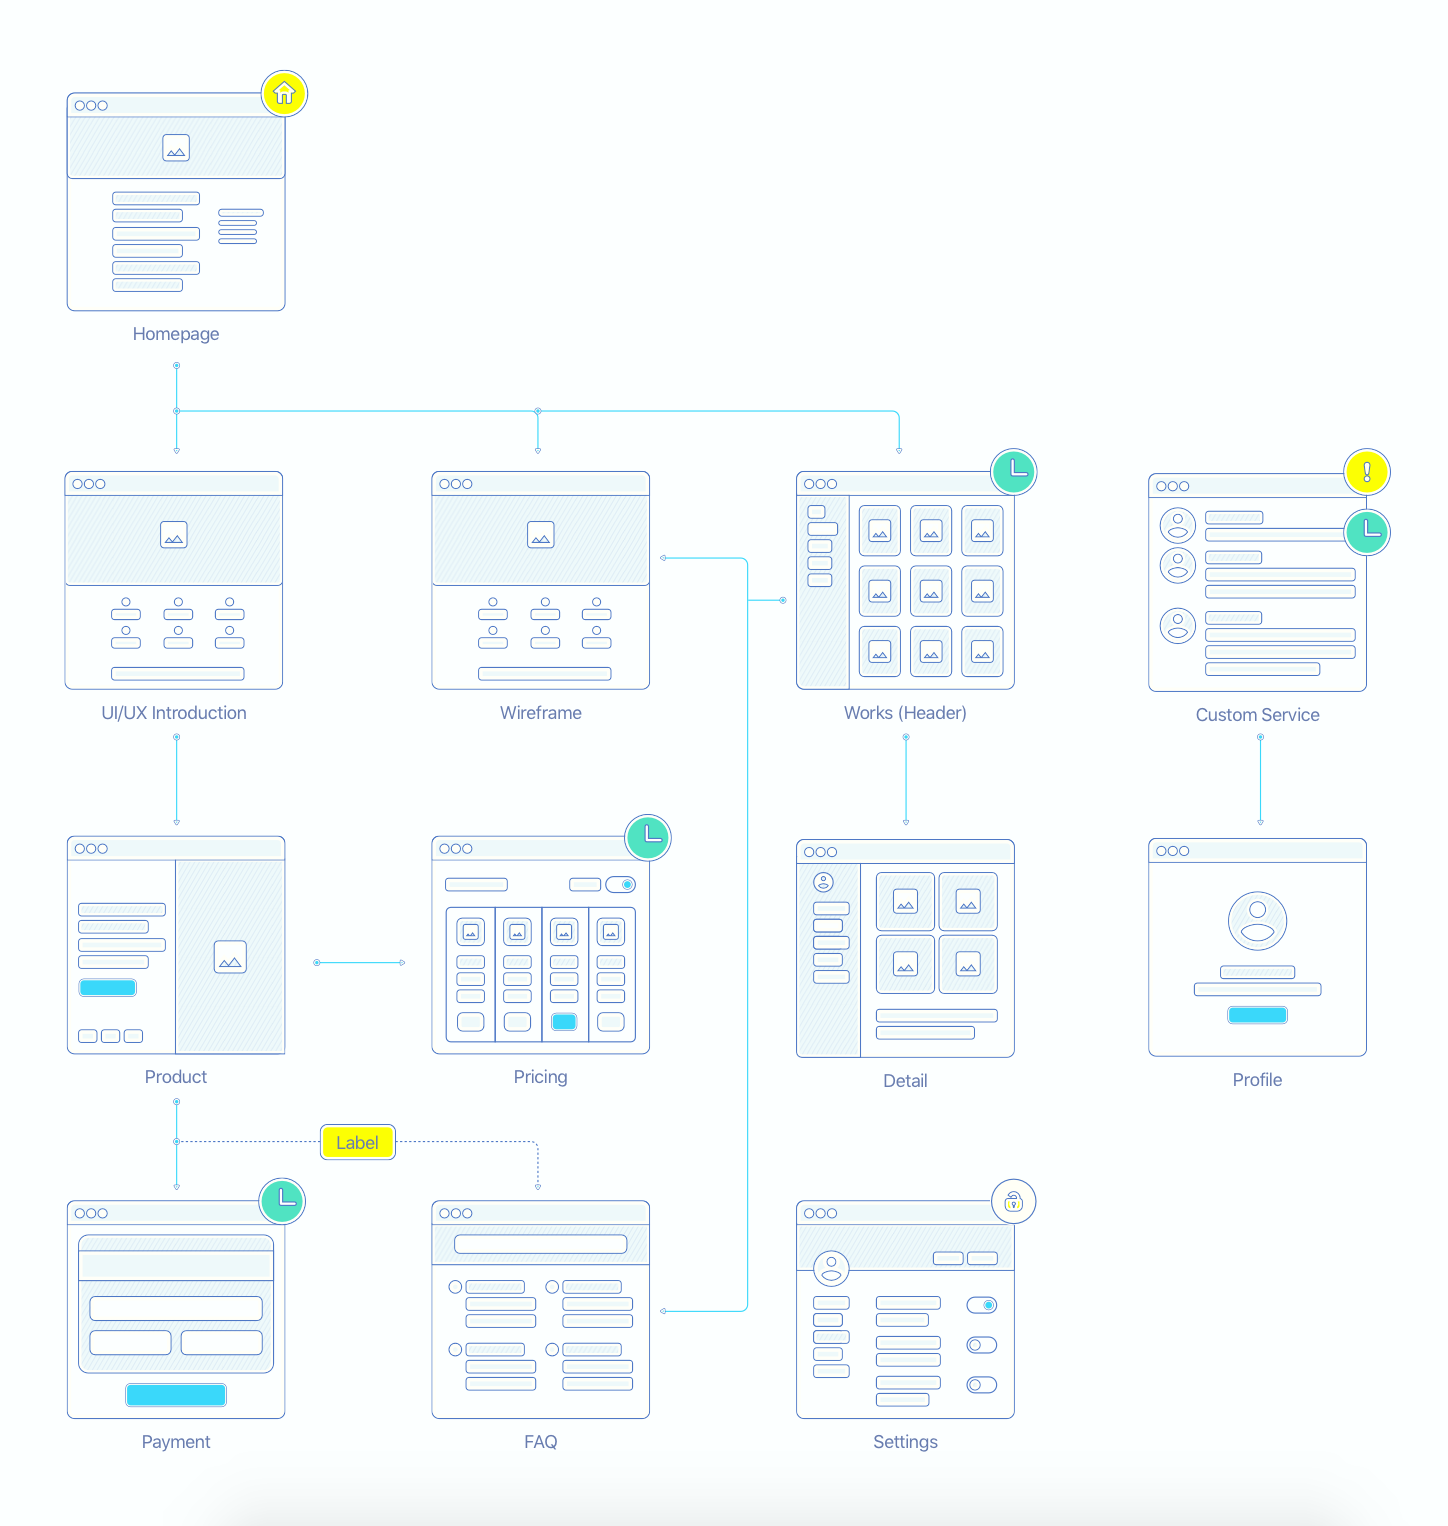 Homepage
UI/UX Introduction
Wireframe
Works (Header)
Custom Service
Product
Pricing
Detail
Profile
Label
Payment
FAQ
Settings